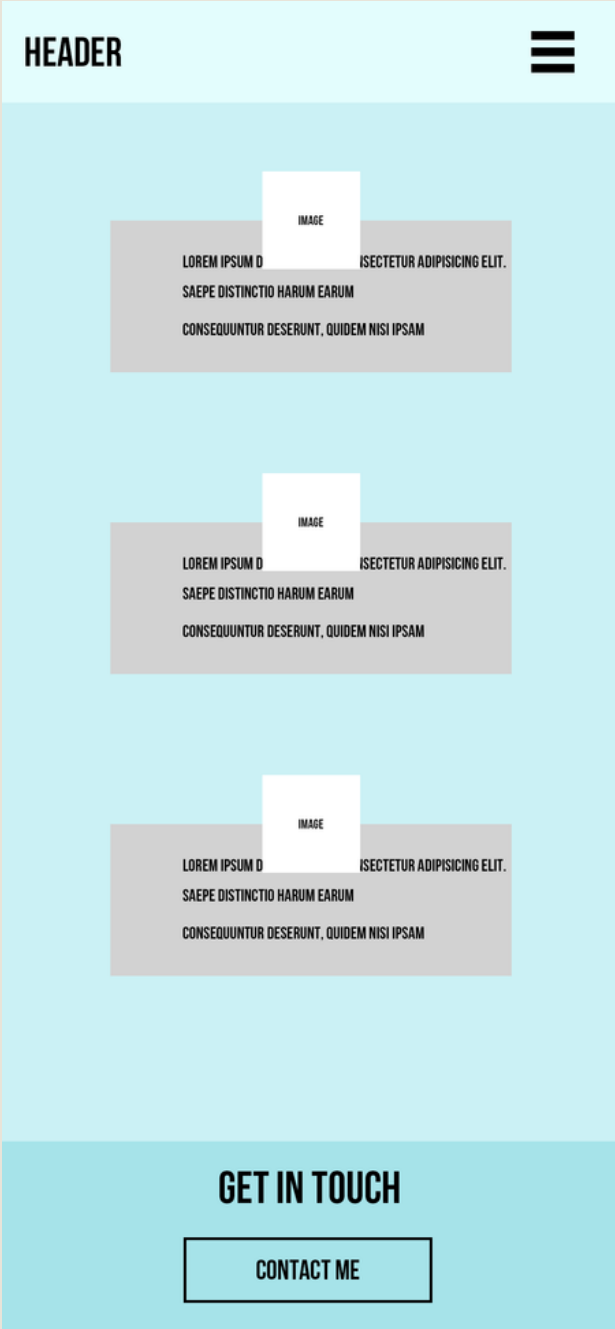 HEADER
IMAGE
LOREM IPSUM ADIPISICING ELIT.
SAEPE DISTINCTIO HARUM EARUM
CONSEQUUNTUR DESERUNT, QUIDEM NISI IPSAM
IMAGE
LOREM IPSUM ADIPISICING ELIT.
SAEPE DISTINCTIO HARUM EARUM
CONSEQUUNTUR DESERUNT, QUIDEM NISI IPSAM
IMAGE
LOREM IPSUM ADIPISICING ELIT.
SAEPE DISTINCTIO HARUM EARUM
CONSEQUUNTUR DESERUNT, QUIDEM NISI IPSAM
GET IN TOUCH
CONTACT ME